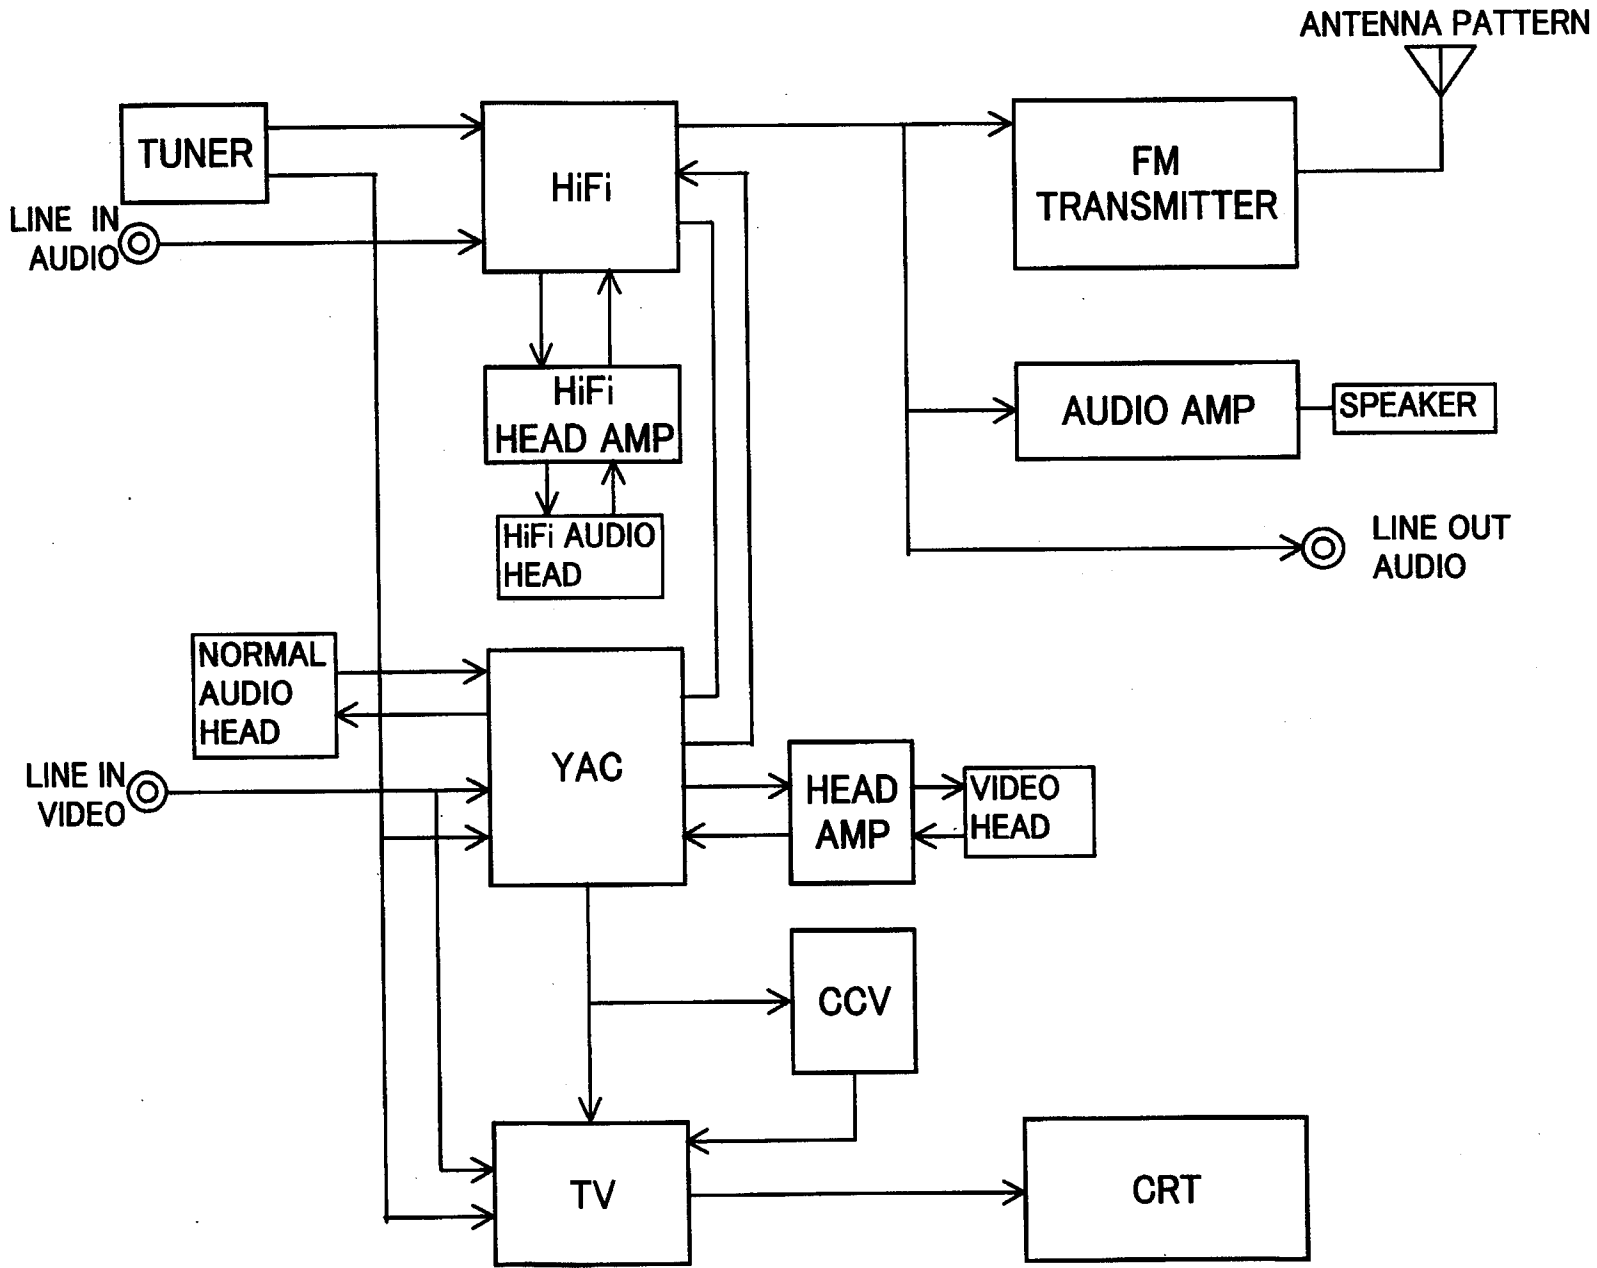 ANTENNA PATTERN
TUNER
HiFi
FM
TRANSMITTER
LINE IN
AUDIO
HiFi
HEAD AMP
AUDIO AMP
SPEAKER
HiFi AUDIO
HEAD
LINE OUT
AUDIO
NORMAL
AUDIO
HEAD
YAC
LINE IN
VIDEO
HEAD
AMP
VIDEO
HEAD
CCV
TV
CRT